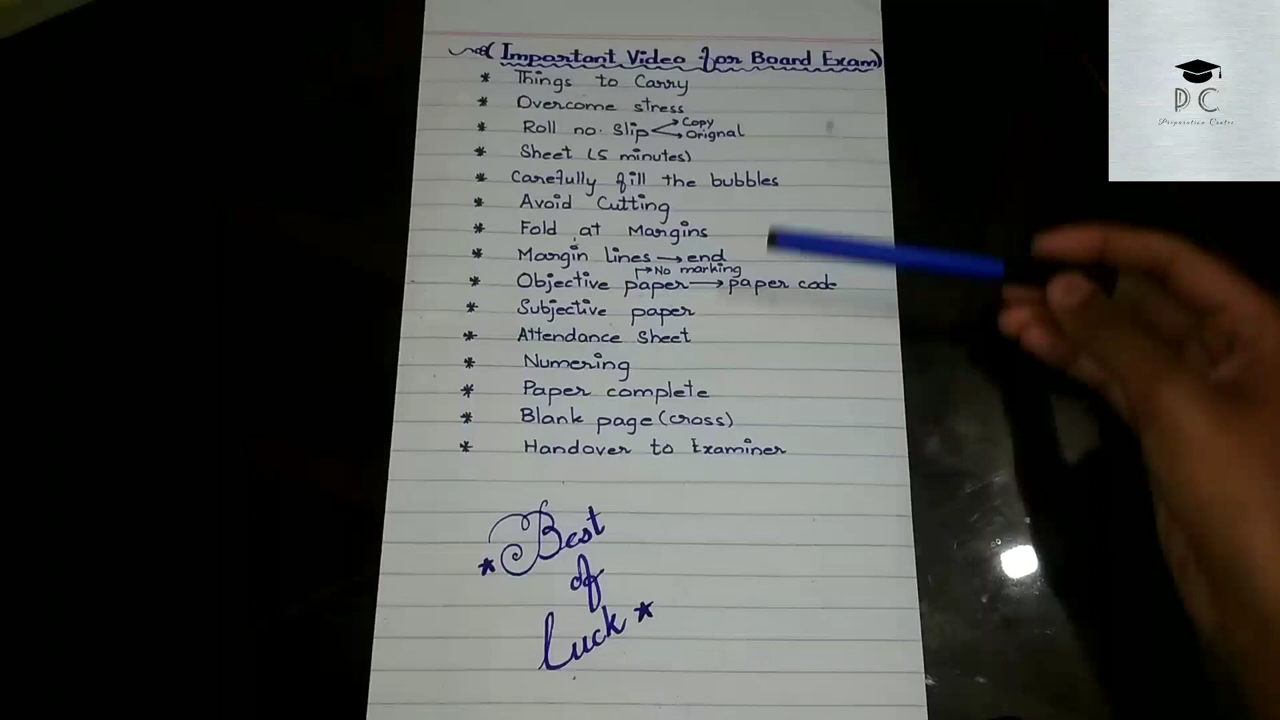 (Important Video for Board Exam)
* Things to Carry
* Overcome stress
* Roll no. Slip → Copy
→ Orignal
* Sheet (5 minutes)
* Carefully fill the bubbles
* Avoid Cutting
* Fold at Margins
* Margin lines → end
→ No marking
* Objective paper → paper code
* Subjective paper
* Attendance Sheet
* Numering
* Paper complete
* Blank page (cross)
* Handover to Examiner
* Best
of
Luck *
PC
Preparation Centre